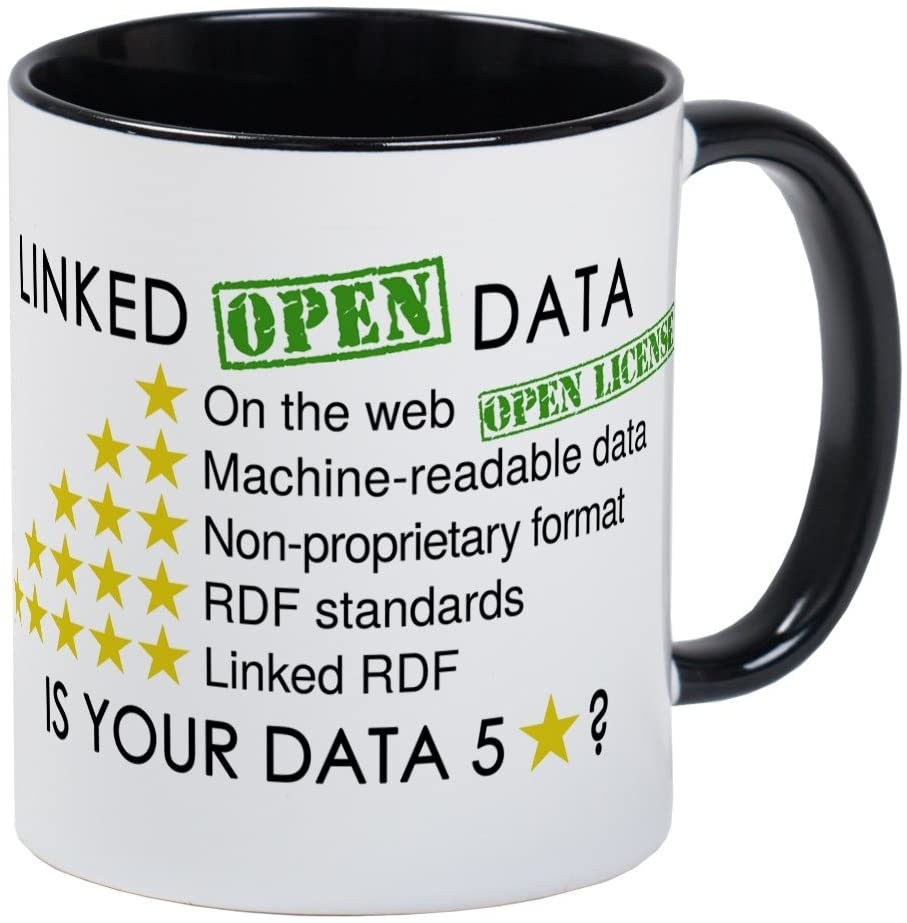 LINKED OPEN DATA
On the web OPEN LICENSE
Machine-readable data
Non-proprietary format
RDF standards
Linked RDF
IS YOUR DATA 5 ★ ?